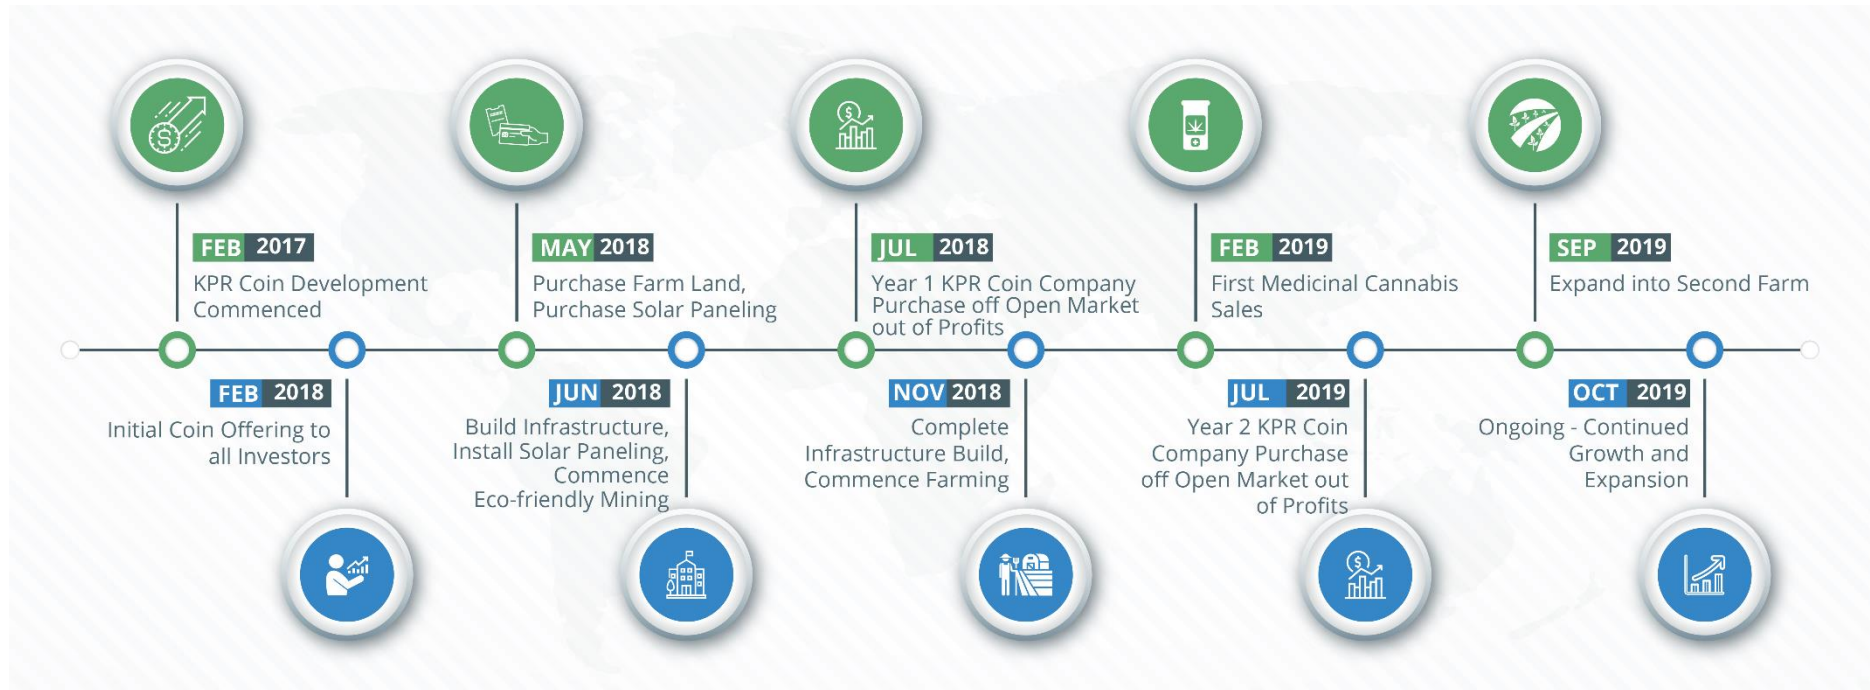 FEB 2017
KPR Coin Development
Commenced
FEB 2018
Initial Coin Offering to
all Investors
MAY 2018
Purchase Farm Land,
Purchase Solar Paneling
JUN 2018
Build Infrastructure,
Install Solar Paneling,
Commence
Eco-friendly Mining
JUL 2018
Year 1 KPR Coin Company
Purchase off Open Market
out of Profits
NOV 2018
Complete
Infrastructure Build,
Commence Farming
FEB 2019
First Medicinal Cannabis
Sales
JUL 2019
Year 2 KPR Coin
Company Purchase
off Open Market out
of Profits
SEP 2019
Expand into Second Farm
OCT 2019
Ongoing - Continued
Growth and
Expansion